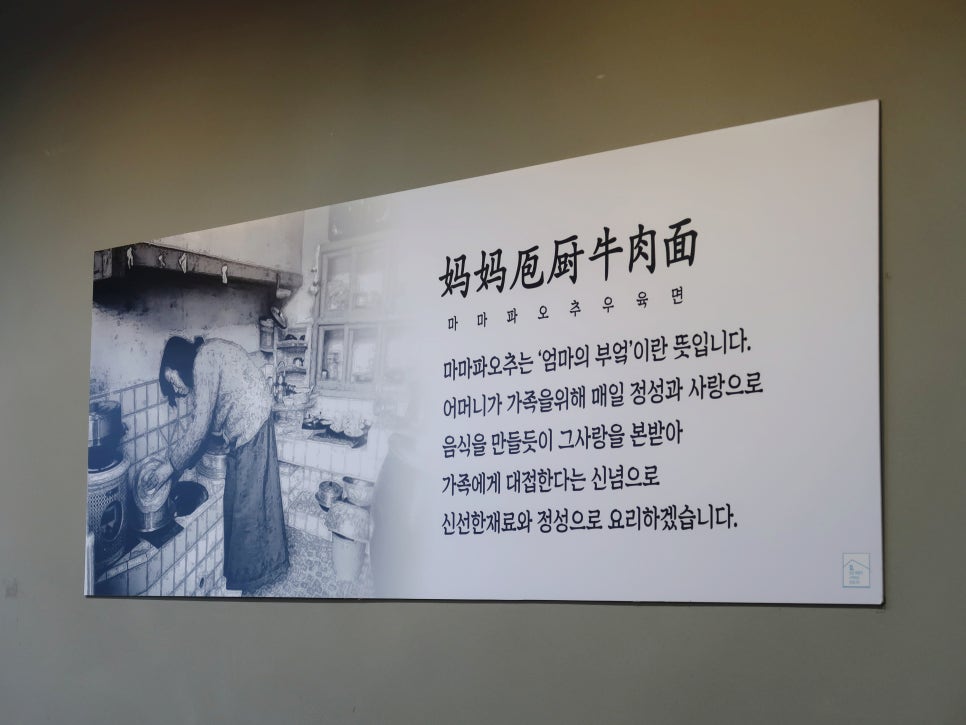 妈妈厄厨牛肉面
마 마 파 오 추 우 육 면
마마파오추는 '엄마의 부엌'이란 뜻입니다.
어머니가 가족을위해 매일 정성과 사랑으로
음식을 만들듯이 그사랑을 본받아
가족에게 대접한다는 신념으로
신선한재료와 정성으로 요리하겠습니다.